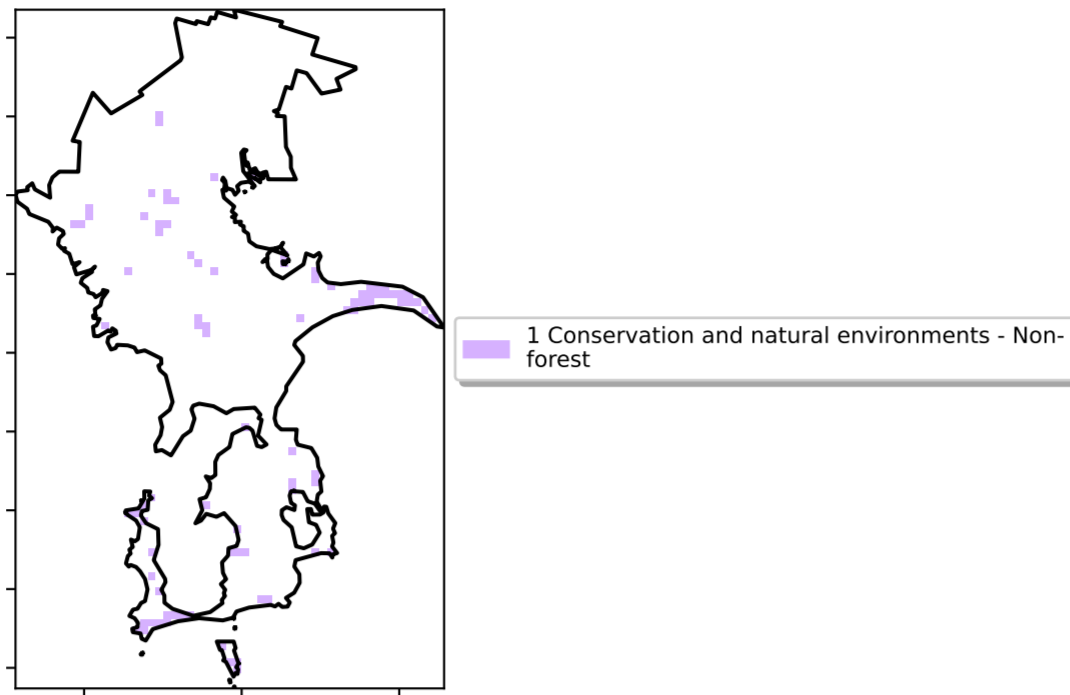 1 Conservation and natural environments - Non-
forest